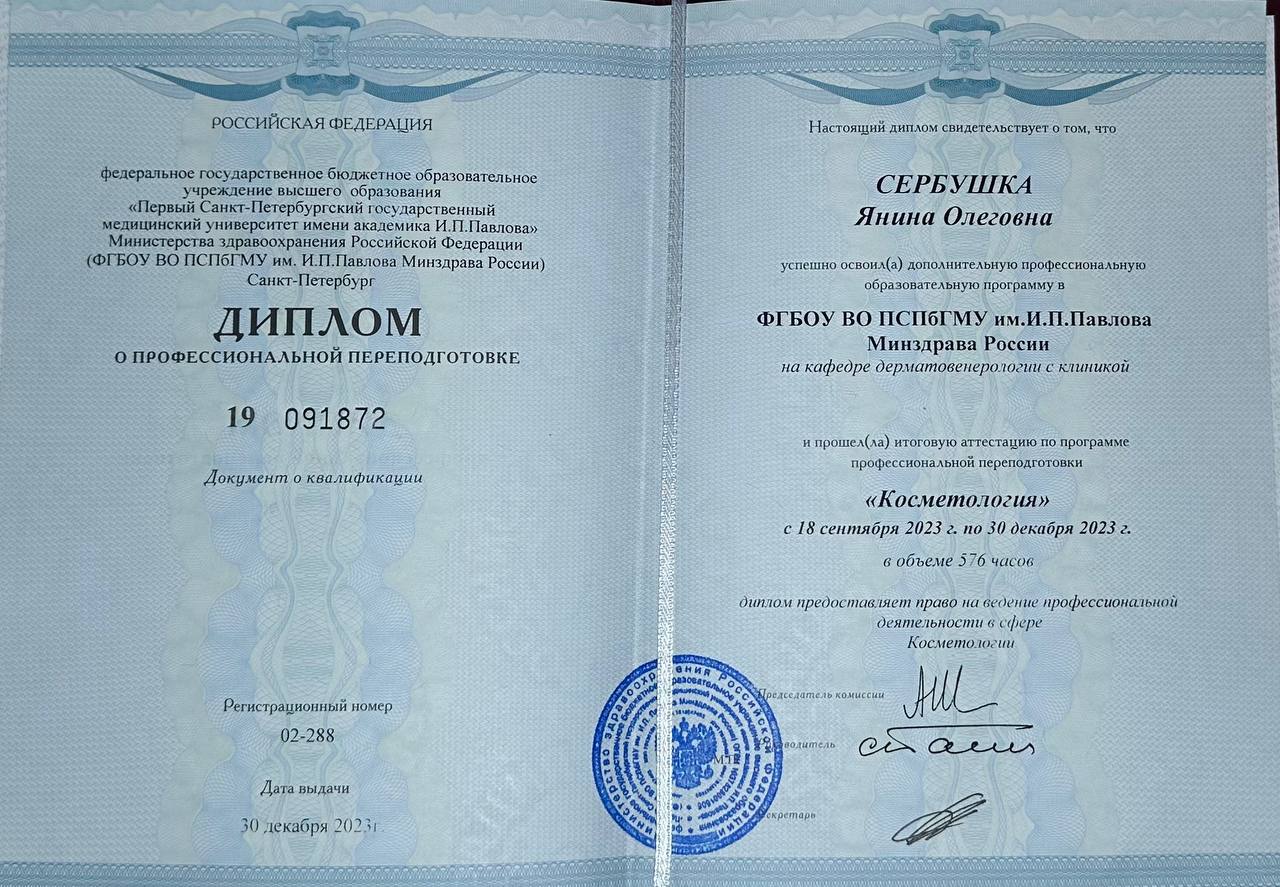 РОССИЙСКАЯ ФЕДЕРАЦИЯ
федеральное государственное бюджетное образовательное
учреждение высшего образования
«Первый Санкт-Петербургский государственный
медицинский университет имени академика И.П.Павлова»
Министерства здравоохранения Российской Федерации
(ФГБОУ ВО ПСПбГМУ им. И.П.Павлова Минздрава России)
Санкт-Петербург
ДИПЛОМ
О ПРОФЕССИОНАЛЬНОЙ ПЕРЕПОДГОТОВКЕ
19 091872
Документ о квалификации
Регистрационный номер
02-288
Дата выдачи
30 декабря 2023г.
Настоящий диплом свидетельствует о том, что
СЕРБУШКА
Янина Олеговна
успешно освоил(а) дополнительную профессиональную
образовательную программу в
ФГБОУ ВО ПСПбГМУ им.И.П.Павлова
Минздрава России
на кафедре дерматовенерологии с клиникой
и прошел(ла) итоговую аттестацию по программе
профессиональной переподготовки
«Косметология»
с 18 сентября 2023 г. по 30 декабря 2023 г.
в объеме 576 часов
диплом предоставляет право на ведение профессиональной
деятельности в сфере
Косметологии
Председатель комиссии